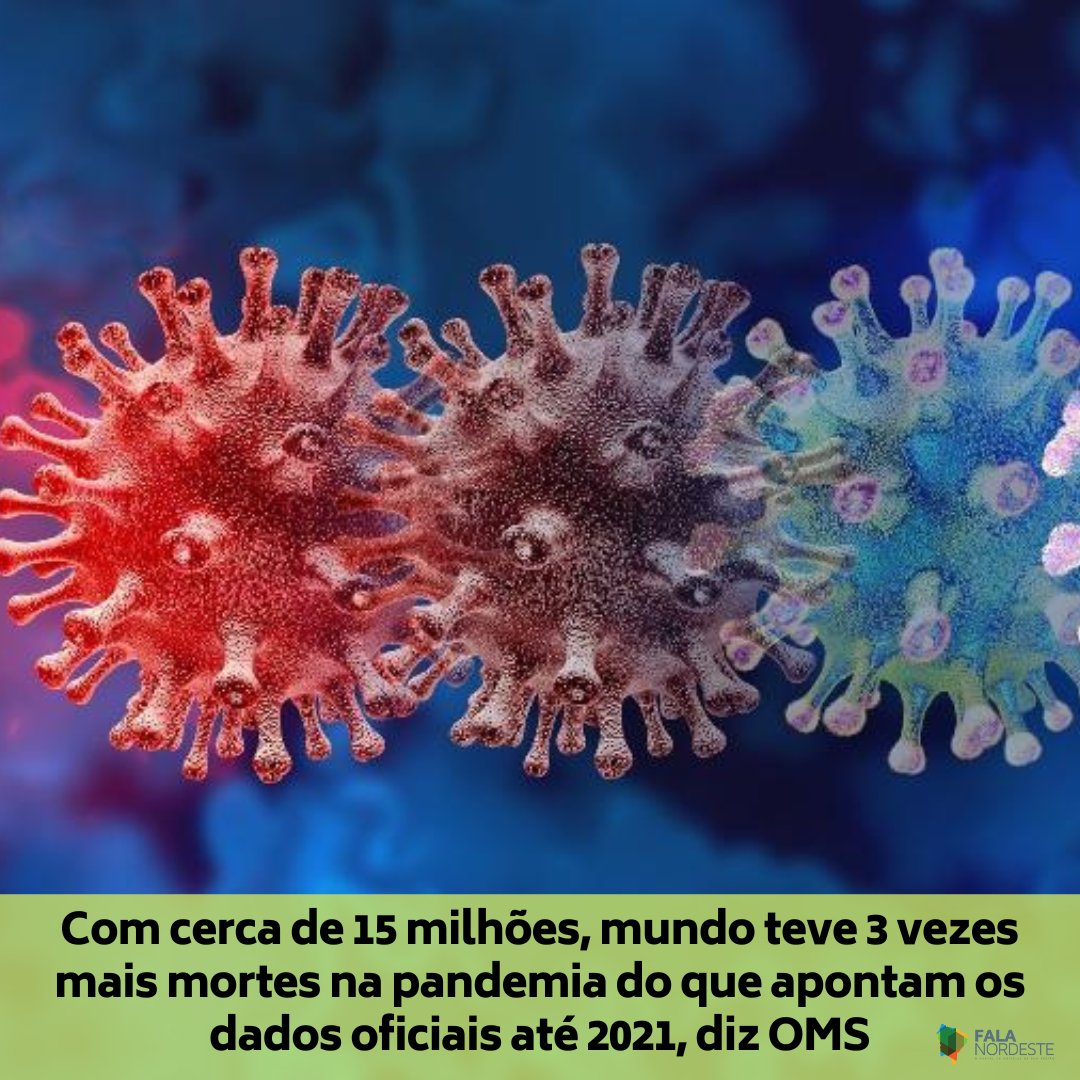 Com cerca de 15 milhões, mundo teve 3 vezes
mais mortes na pandemia do que apontam os
dados oficiais até 2021, diz OMS
FALA
NORDESTE